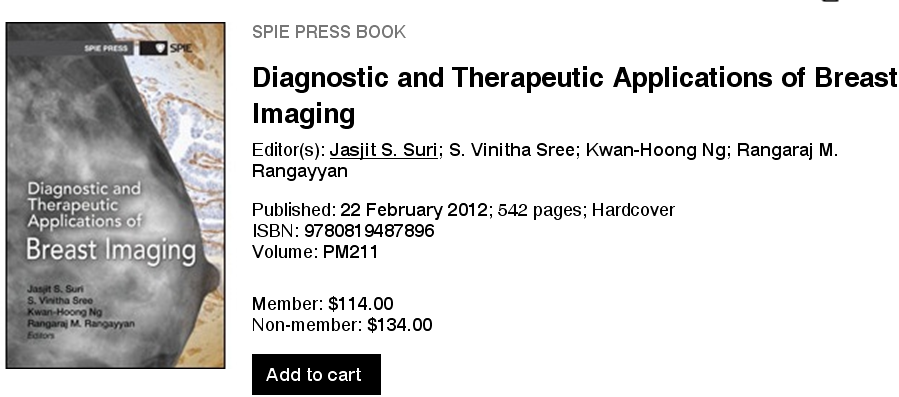 SPIE PRESS SPIE
Diagnostic and
Therapeutic
Applications of
Breast Imaging
Jasjit S. Suri
S. Vinitha Sree
Kwan-Hoong Ng
Rangaraj M. Rangayyan
Editors
SPIE PRESS BOOK
Diagnostic and Therapeutic Applications of Breast
Imaging
Editor(s): Jasjit S. Suri; S. Vinitha Sree; Kwan-Hoong Ng; Rangaraj M.
Rangayyan
Published: 22 February 2012; 542 pages; Hardcover
ISBN: 9780819487896
Volume: PM211
Member: $114.00
Non-member: $134.00
Add to cart